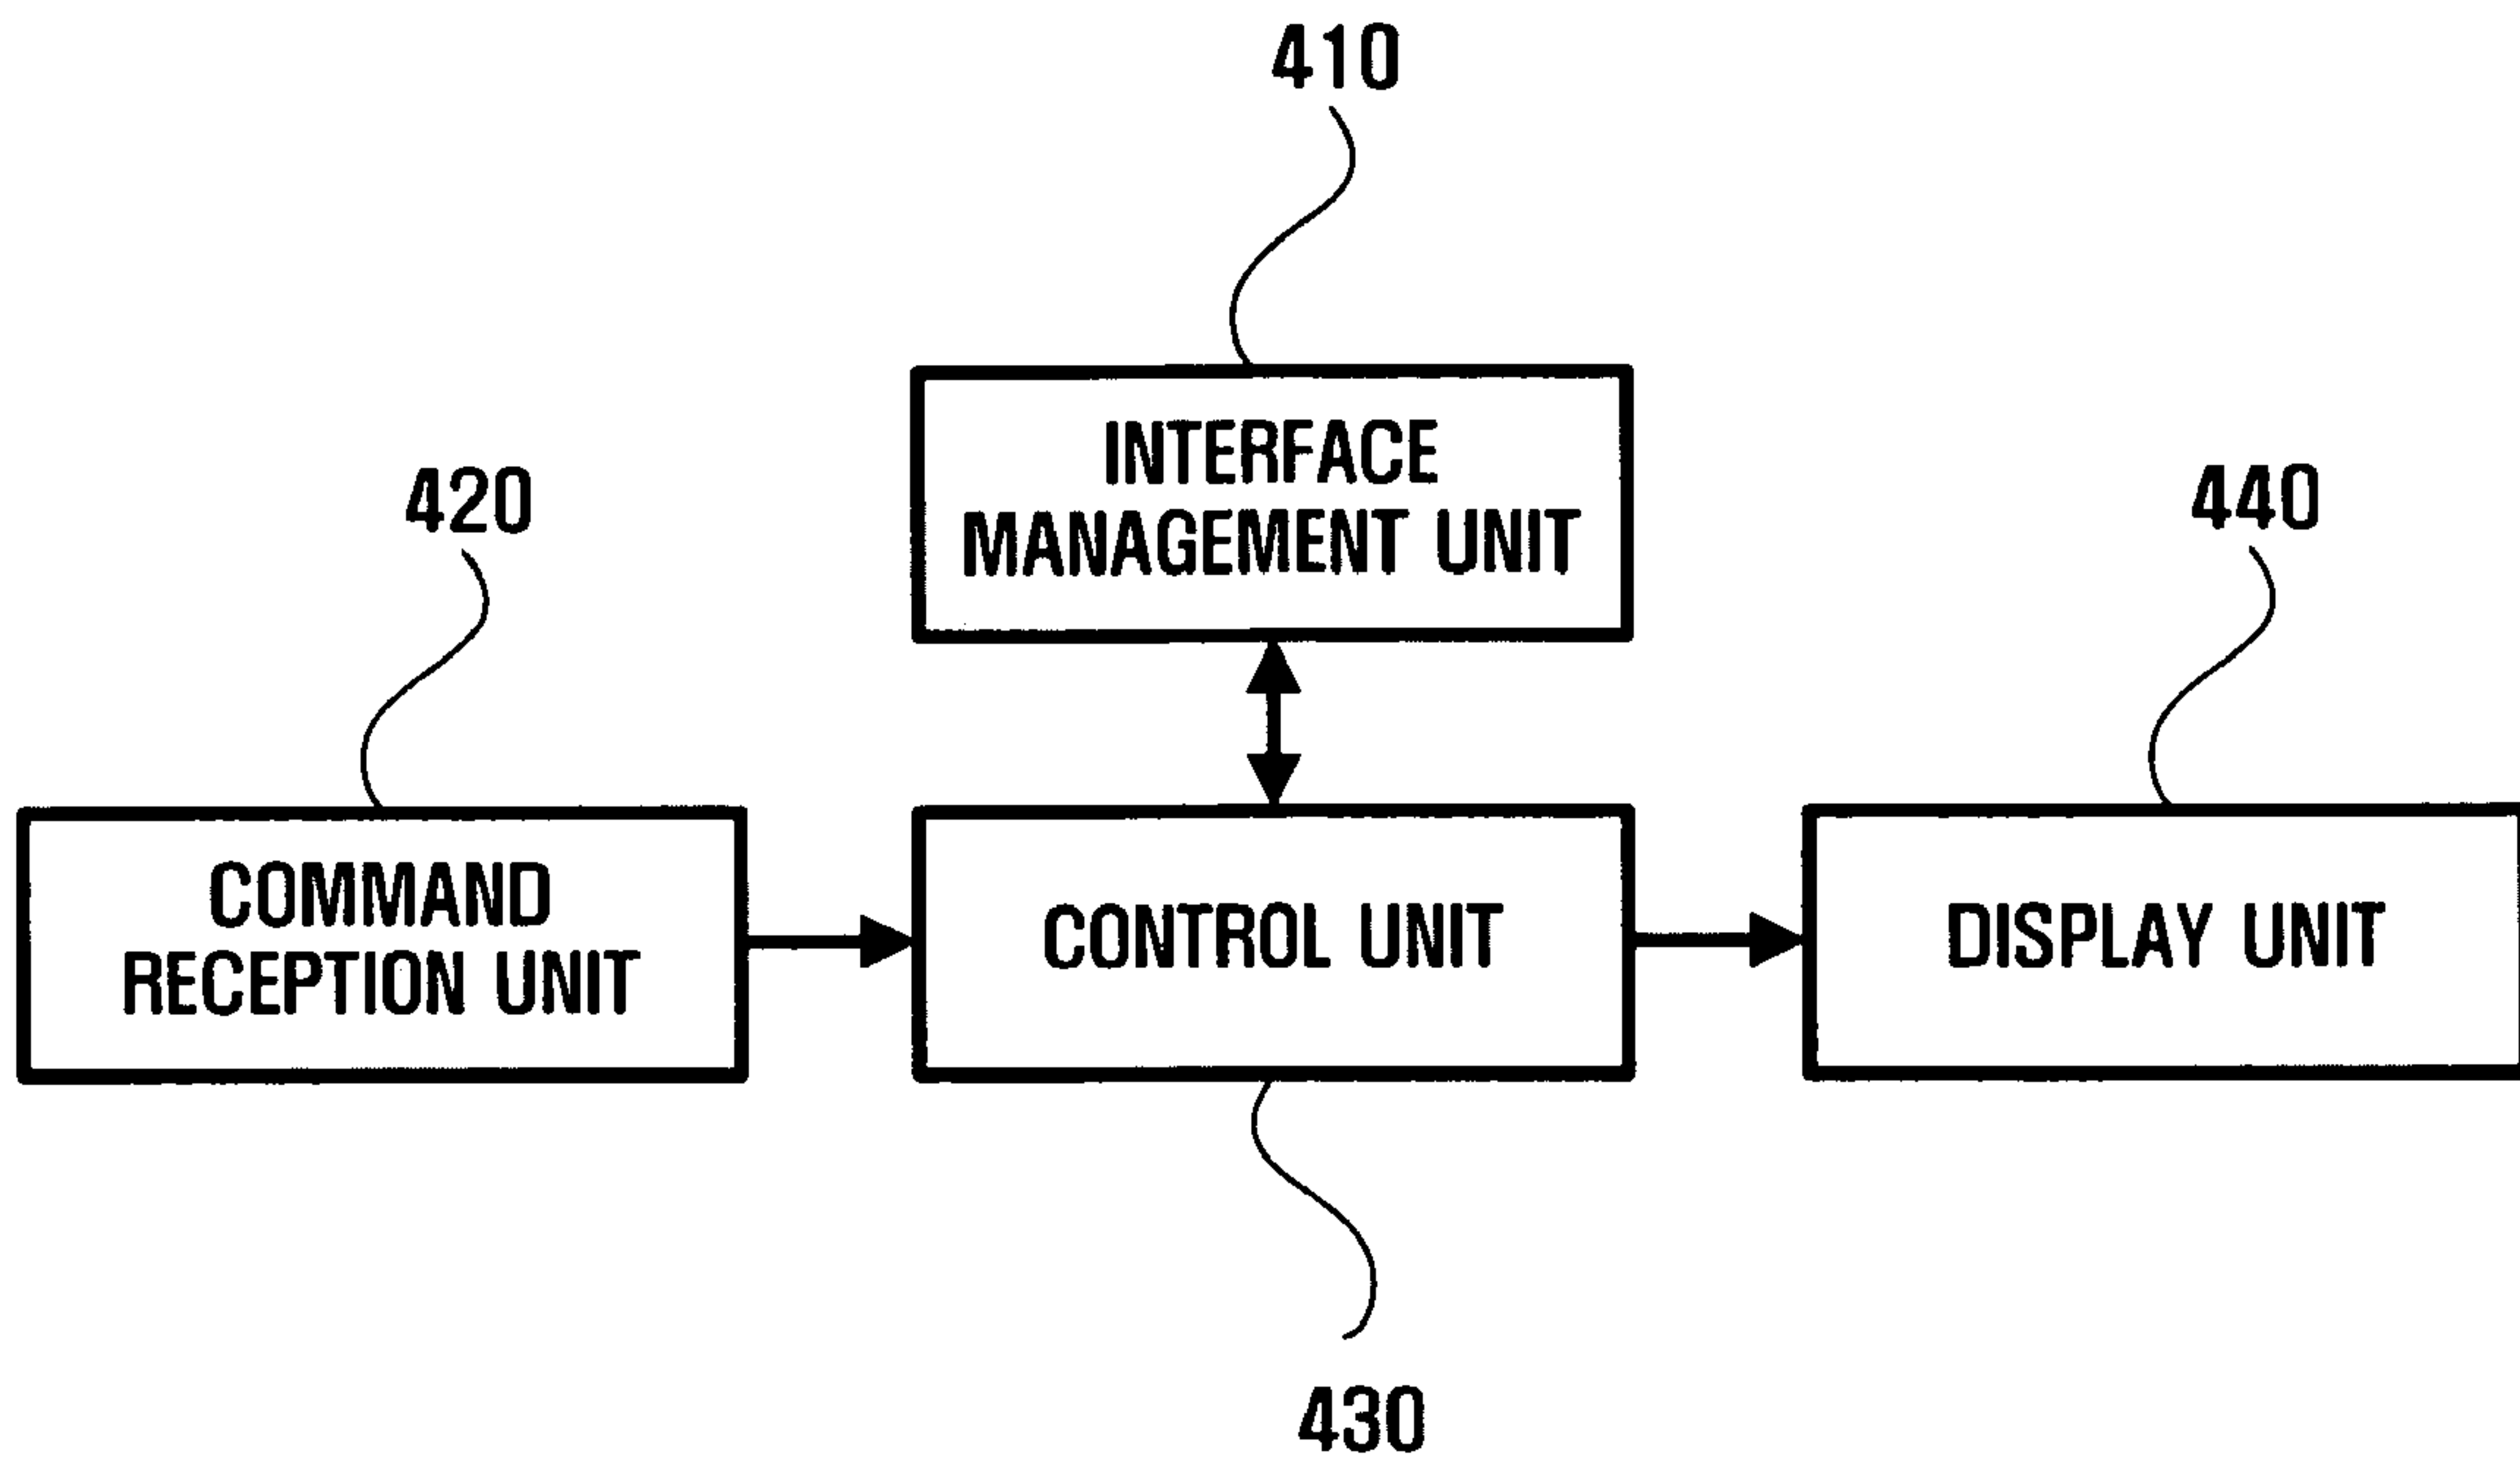 410
INTERFACE
MANAGEMENT UNIT
420
440
COMMAND
RECEPTION UNIT
CONTROL UNIT
DISPLAY UNIT
430